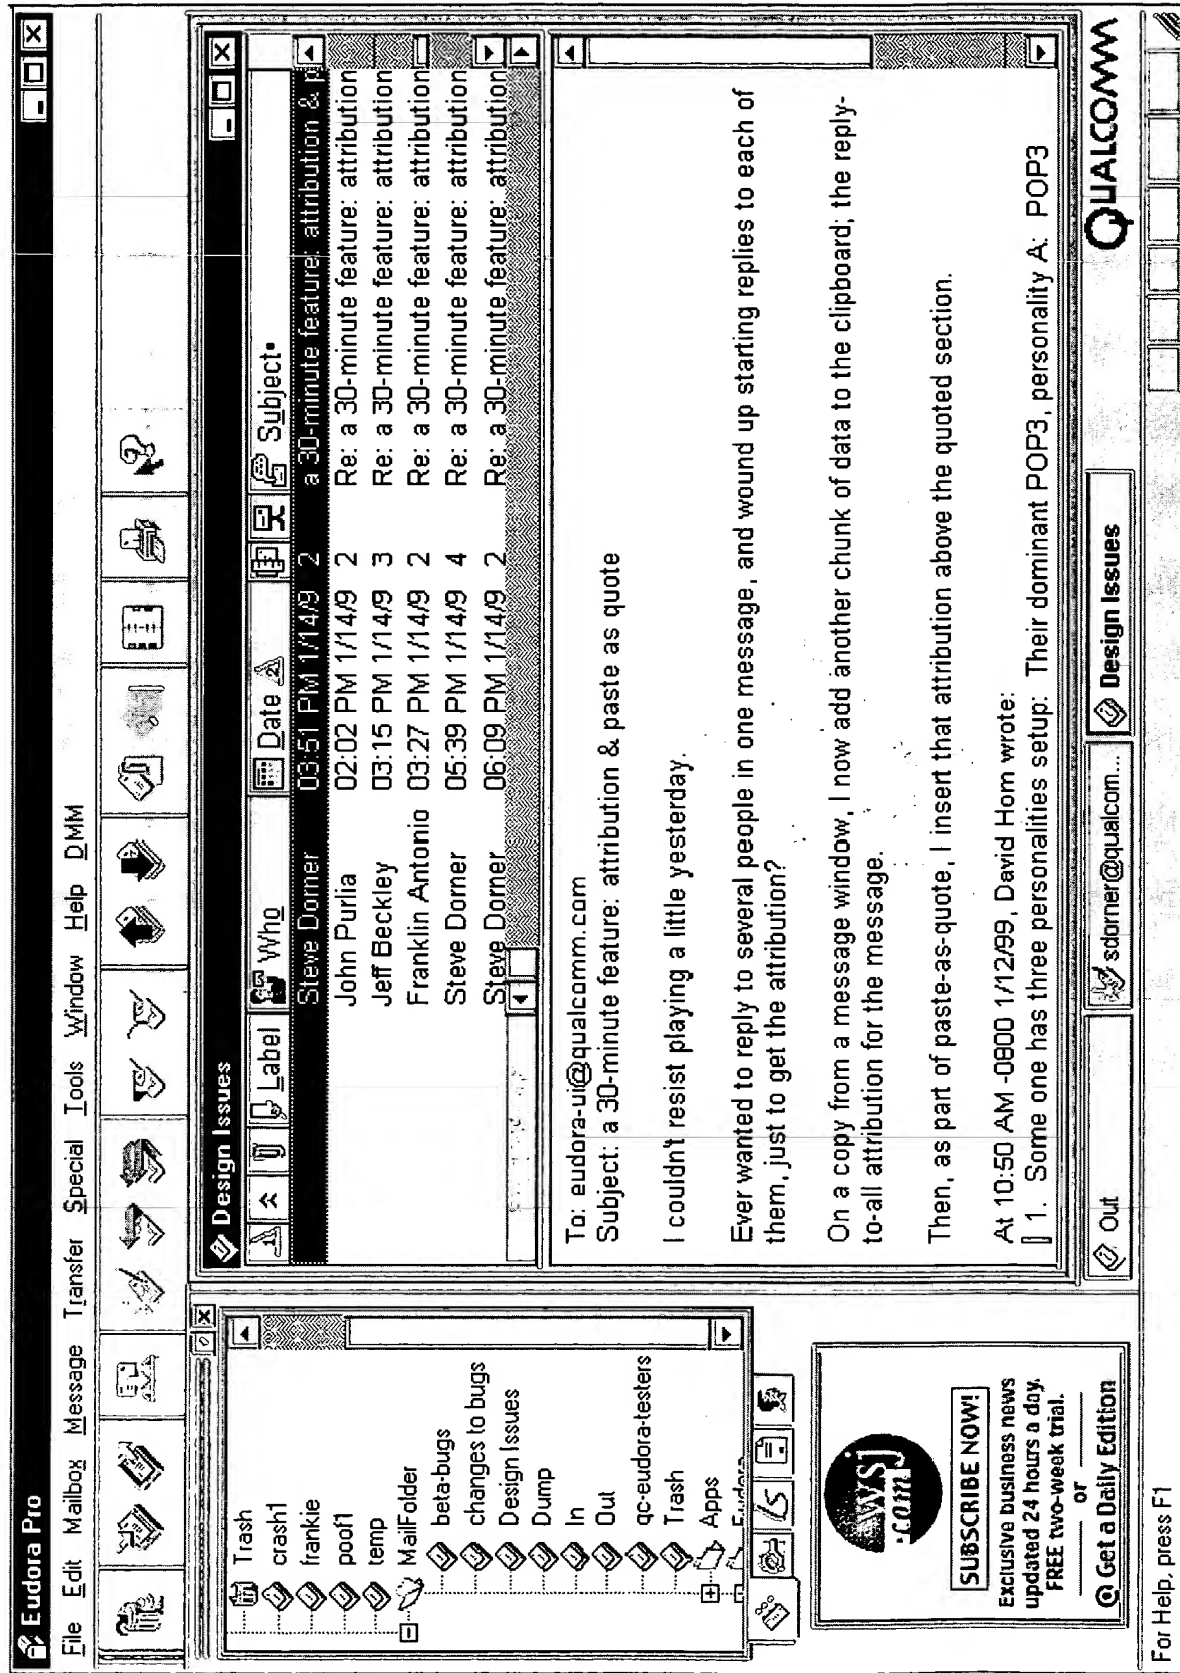 Eudora Pro
File Edit Mailbox Message Transfer Special Tools Window Help DMM
Trash
crash1
frankie
poof1
temp
MailFolder
beta-bugs
changes to bugs
Design Issues
Dump
In
Out
qc-eudora-testers
Trash
Apps
wsj
.com
SUBSCRIBE NOW!
Exclusive business news
updated 24 hours a day.
FREE two-week trial.
or
@ Get a Daily Edition
Design Issues
Label Who Date Subject
Steve Dorner 03:51 PM 1/14/9 2 a 30-minute feature: attribution & p
John Purlia 02:02 PM 1/14/9 2 Re: a 30-minute feature: attribution
Jeff Beckley 03:15 PM 1/14/9 3 Re: a 30-minute feature: attribution
Franklin Antonio 03:27 PM 1/14/9 2 Re: a 30-minute feature: attribution
Steve Dorner 05:39 PM 1/14/9 4 Re: a 30-minute feature: attribution
Steve Dorner 06:09 PM 1/14/9 2 Re: a 30-minute feature: attribution
To: eudora-ui@qualcomm.com
Subject: a 30-minute feature: attribution & paste as quote
I couldn't resist playing a little yesterday.
Ever wanted to reply to several people in one message, and wound up starting replies to each of
them, just to get the attribution?
On a copy from a message window, I now add another chunk of data to the clipboard; the reply-
to-all attribution for the message.
Then, as part of paste-as-quote, I insert that attribution above the quoted section.
At 10:50 AM -0800 1/12/99, David Hom wrote:
] 1. Some one has three personalities setup: Their dominant POP3, personality A: POP3
Out sdorner@qualcom... Design Issues
QUALCOMM
For Help, press F1